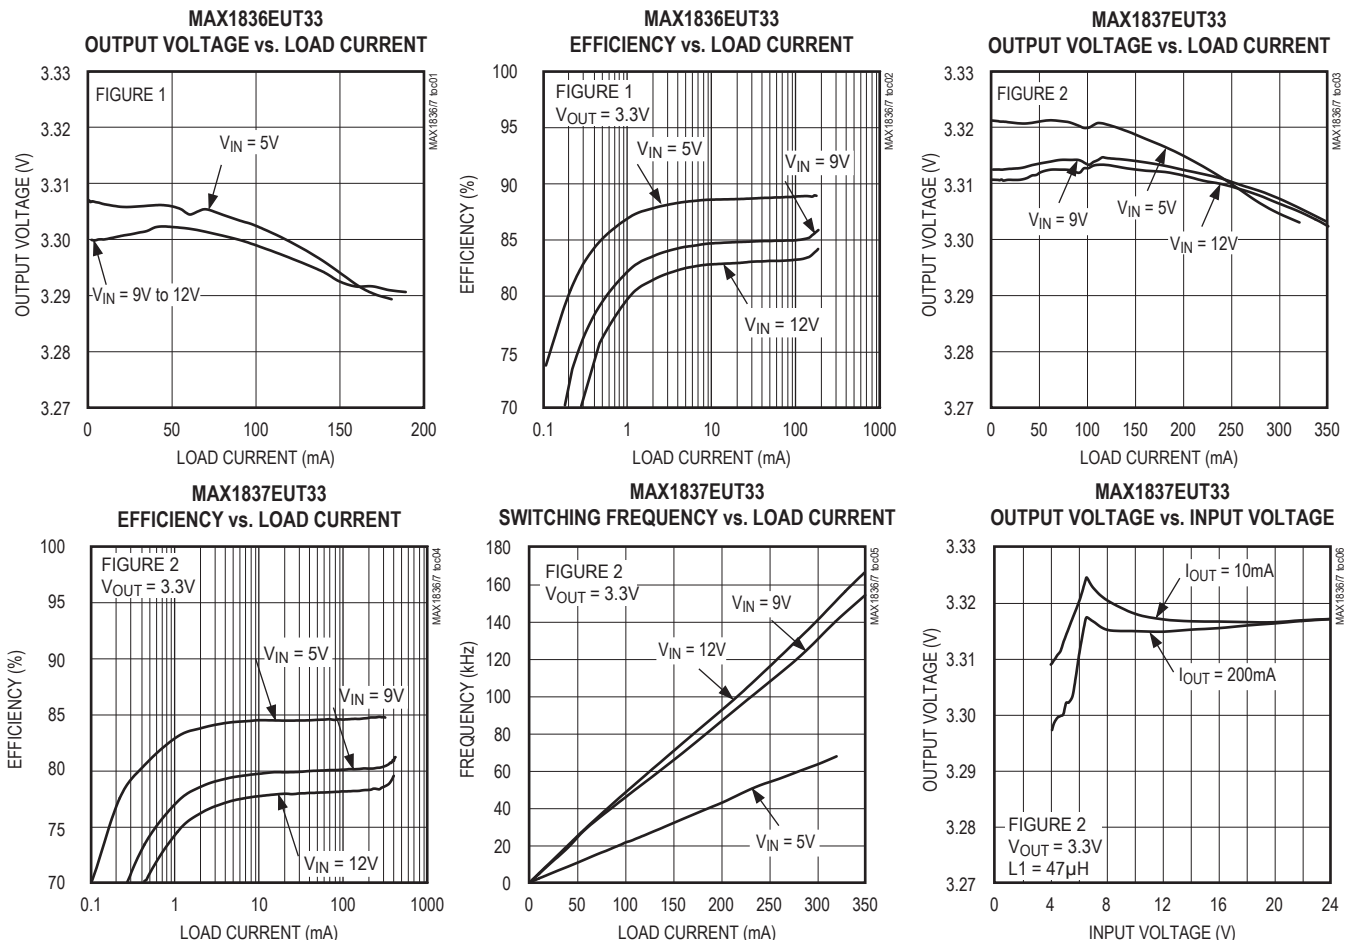 MAX1836EUT33
OUTPUT VOLTAGE vs. LOAD CURRENT
MAX1836/7 toc01
FIGURE 1
VIN = 5V
VIN = 9V to 12V
OUTPUT VOLTAGE (V)
3.33
3.32
3.31
3.30
3.29
3.28
3.27
0 50 100 150 200
LOAD CURRENT (mA)
MAX1836EUT33
EFFICIENCY vs. LOAD CURRENT
MAX1836/7 toc02
FIGURE 1
VOUT = 3.3V
VIN = 5V
VIN = 9V
VIN = 12V
EFFICIENCY (%)
100
95
90
85
80
75
70
0.1 1 10 100 1000
LOAD CURRENT (mA)
MAX1837EUT33
OUTPUT VOLTAGE vs. LOAD CURRENT
MAX1836/7 toc03
FIGURE 2
VIN = 9V
VIN = 5V
VIN = 12V
OUTPUT VOLTAGE (V)
3.33
3.32
3.31
3.30
3.29
3.28
3.27
0 50 100 150 200 250 300 350
LOAD CURRENT (mA)
MAX1837EUT33
EFFICIENCY vs. LOAD CURRENT
MAX1836/7 toc04
FIGURE 2
VOUT = 3.3V
VIN = 5V
VIN = 9V
VIN = 12V
EFFICIENCY (%)
100
95
90
85
80
75
70
0.1 1 10 100 1000
LOAD CURRENT (mA)
MAX1837EUT33
SWITCHING FREQUENCY vs. LOAD CURRENT
MAX1836/7 toc05
FIGURE 2
VOUT = 3.3V
VIN = 9V
VIN = 12V
VIN = 5V
FREQUENCY (kHz)
180
160
140
120
100
80
60
40
20
0
0 50 100 150 200 250 300 350
LOAD CURRENT (mA)
MAX1837EUT33
OUTPUT VOLTAGE vs. INPUT VOLTAGE
MAX1836/7 toc06
IOUT = 10mA
IOUT = 200mA
FIGURE 2
VOUT = 3.3V
L1 = 47µH
OUTPUT VOLTAGE (V)
3.33
3.32
3.31
3.30
3.29
3.28
3.27
0 4 8 12 16 20 24
INPUT VOLTAGE (V)